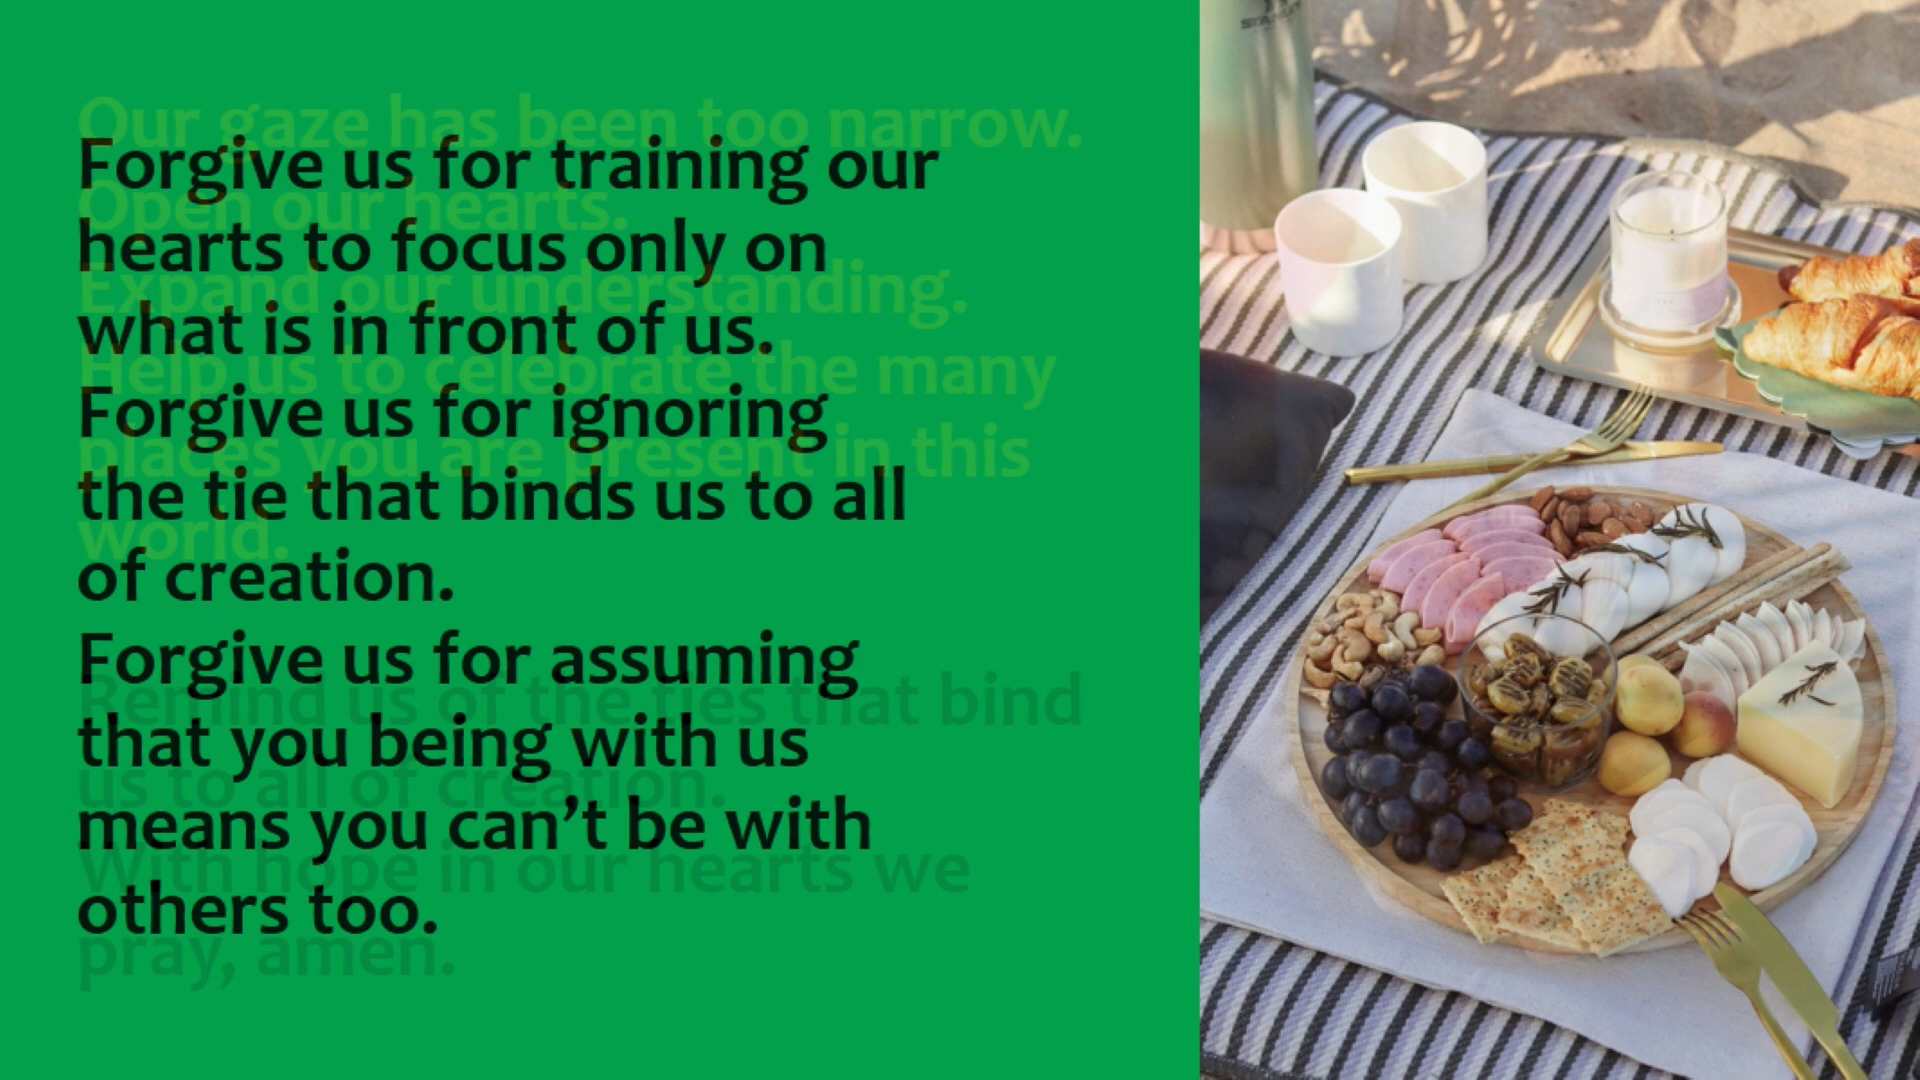 Forgive us for training our
hearts to focus only on
what is in front of us.
Forgive us for ignoring
the tie that binds us to all
of creation.
Forgive us for assuming
that you being with us
means you can’t be with
others too.
Our gaze has been too narrow.
Open our hearts.
Expand our understanding.
Help us to celebrate the many
places you are present in this
world.
Remind us of the ties that bind
us to all of creation.
With hope in our hearts we
pray, amen.